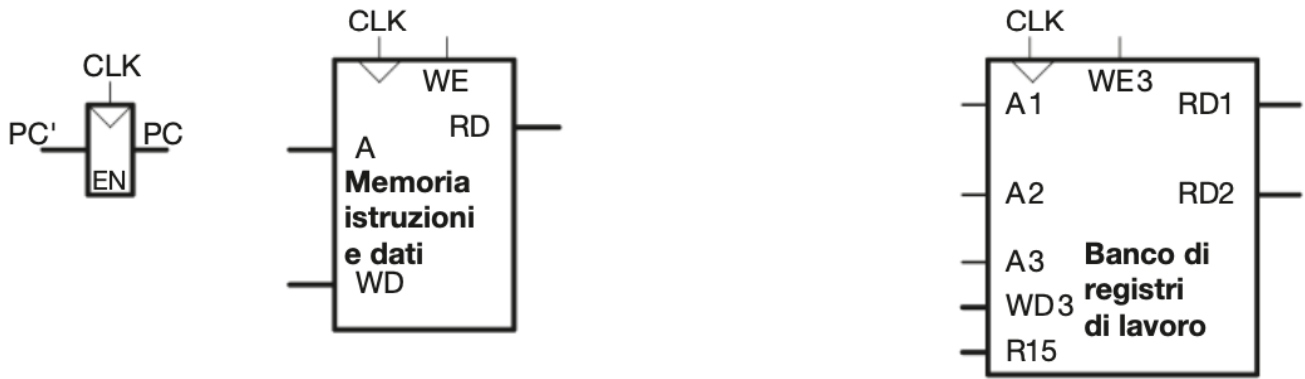 CLK
PC'
PC
EN
CLK
WE
RD
A
Memoria
istruzioni
e dati
WD
CLK
WE3
A1
RD1
A2
RD2
A3
Banco di
registri
di lavoro
WD3
R15